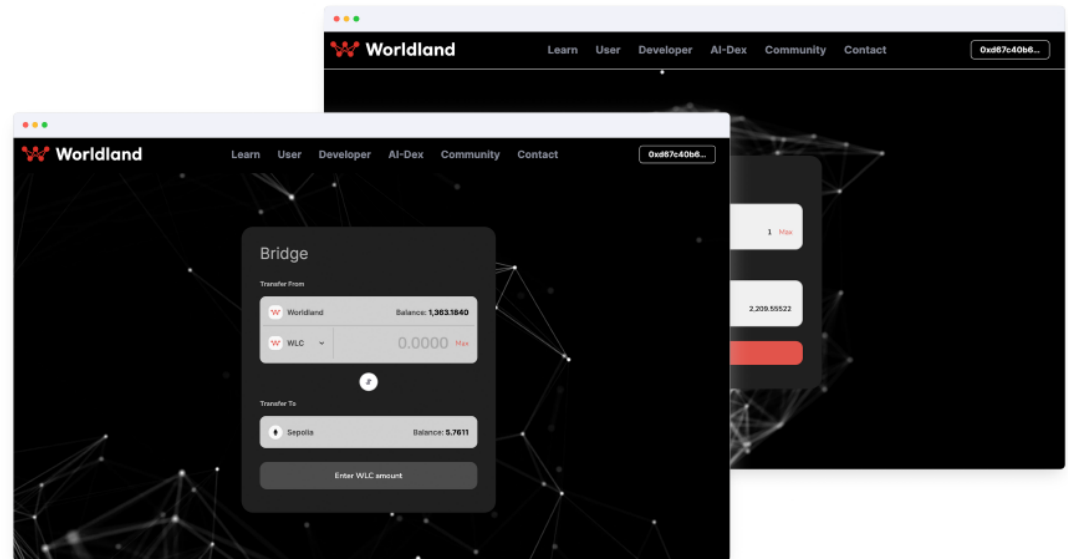 Worldland Learn User Developer AI-Dex Community Contact 0xd67c40b6...
Worldland Learn User Developer AI-Dex Community Contact 0xd67c40b6...
Bridge
Transfer From
Worldland Balance: 1,363.1840
WLC 0.0000 Max
Transfer To
Sepolia Balance: 5.7611
Enter WLC amount
1 Max
2,209.55522